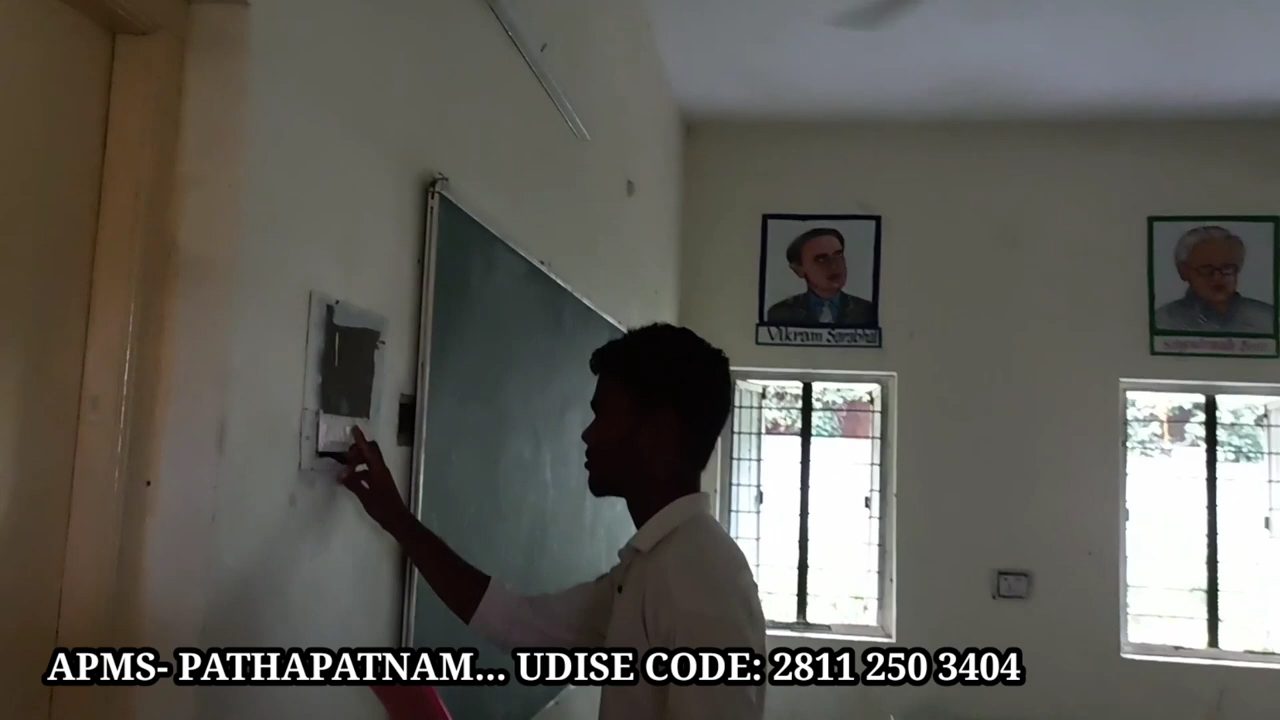 Vikram Sarabhai
APMS- PATHAPATNAM... UDISE CODE: 2811 250 3404